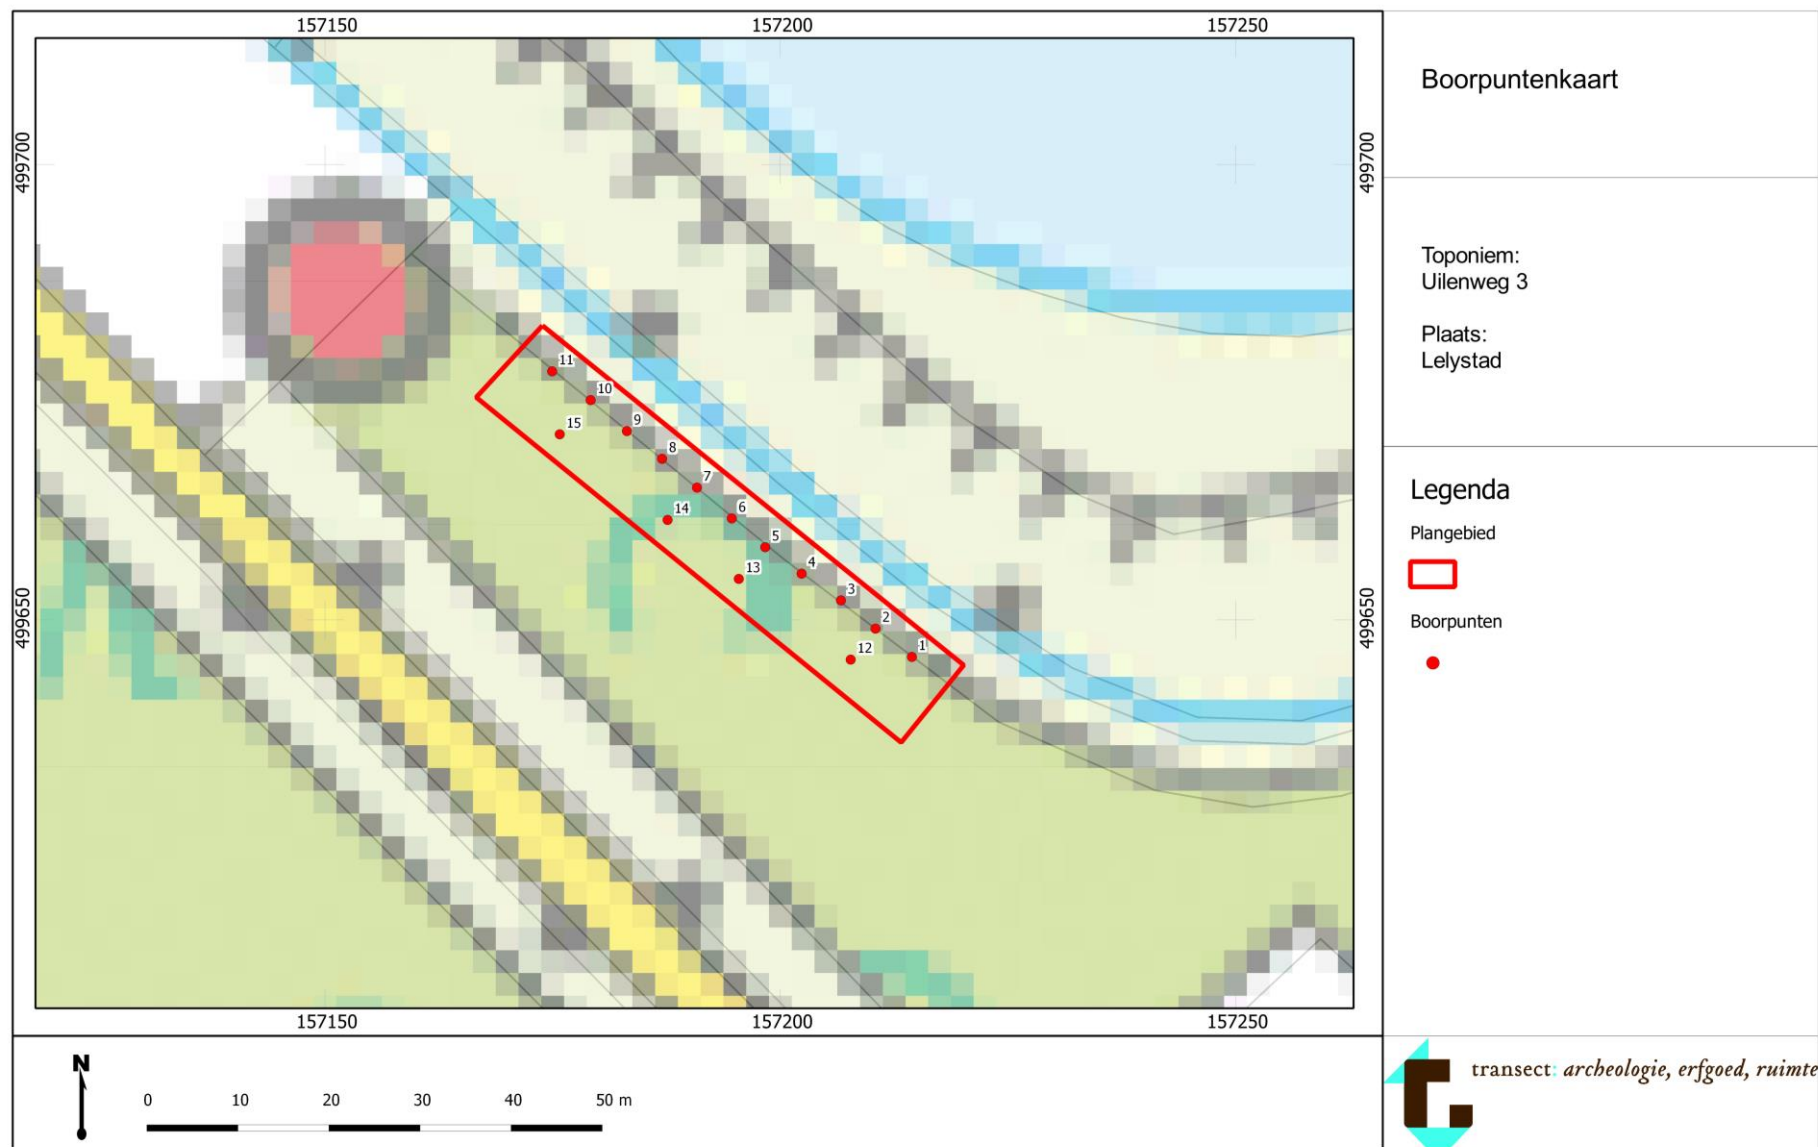 157150 157200 157250
499700 499700
499650 499650
11
10
9
15
8
7
6
14
5
4
13
3
2
12
1
157150 157200 157250
N
0 10 20 30 40 50 m
Boorpuntenkaart
Toponiem:
Uilenweg 3
Plaats:
Lelystad
Legenda
Plangebied
Boorpunten
transect: archeologie, erfgoed, ruimte